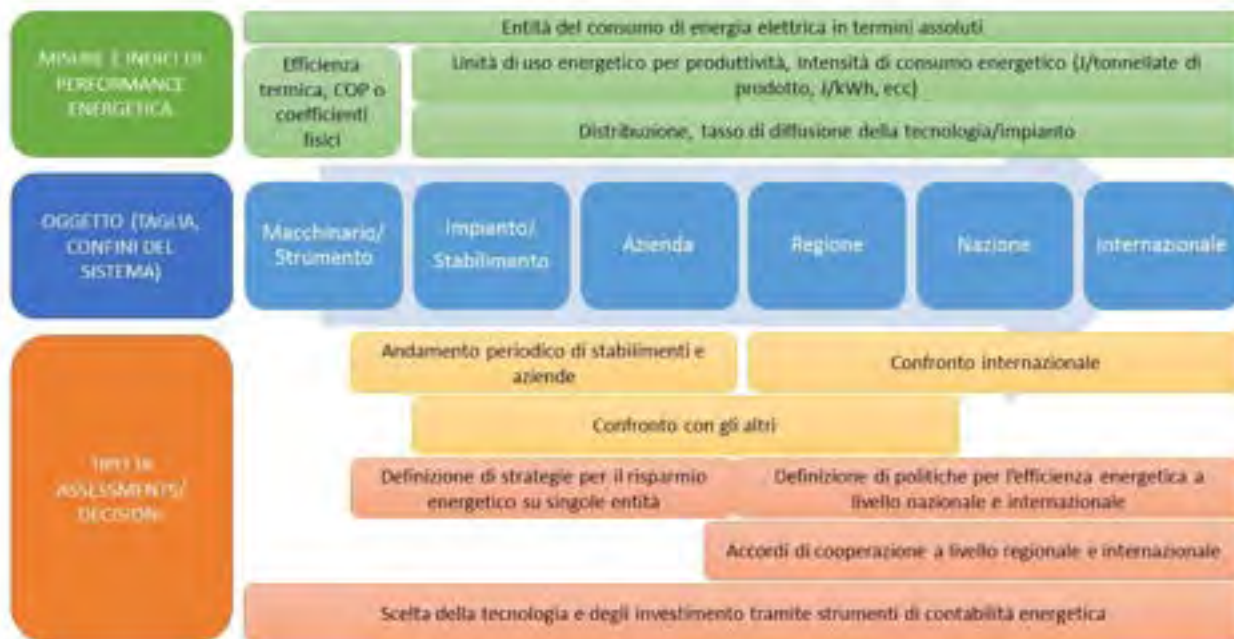 MISURE E INDICI DI
PERFORMANCE
ENERGETICA
Entità del consumo di energia elettrica in termini assoluti
Efficienza
termica, COP o
coefficienti
fisici
Unità di uso energetico per produttività, Intensità di consumo energetico (J/tonnellate di
prodotto, J/kWh, ecc)
Distribuzione, tasso di diffusione della tecnologia/impianto
OGGETTO (TAGLIA,
CONFINI DEL
SISTEMA)
Macchinario/
Strumento
Impianto/
Stabilimento
Azienda
Regione
Nazione
Internazionale
TIPO DI
ASSESSMENTS/
DECISIONI
Andamento periodico di stabilimenti e
aziende
Confronto internazionale
Confronto con gli altri
Definizione di strategie per il risparmio
energetico su singole entità
Definizione di politiche per l'efficienza energetica a
livello nazionale e internazionale
Accordi di cooperazione a livello regionale e internazionale
Scelta della tecnologia e degli investimento tramite strumenti di contabilità energetica